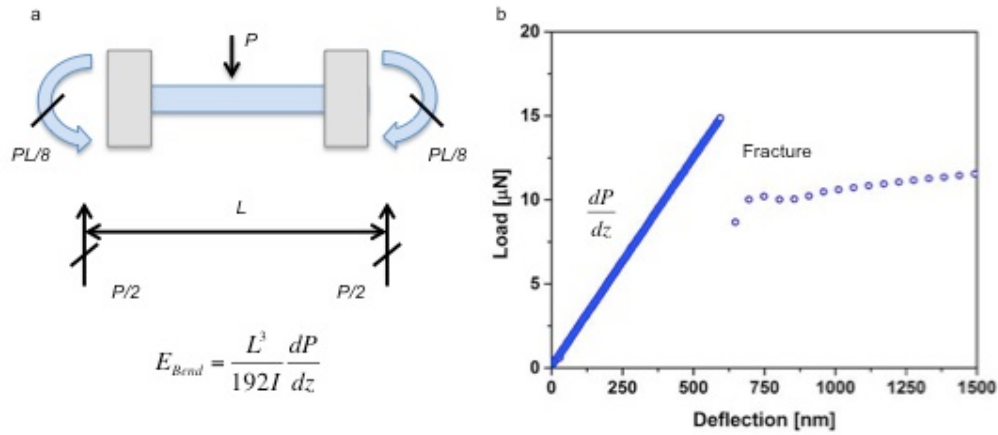 a
P
PL/8
PL/8
L
P/2
P/2
E_Bend = L³/192I dP/dz
b
20
15
10
5
0
Load [µN]
dP/dz
Fracture
0
250
500
750
1000
1250
1500
Deflection [nm]